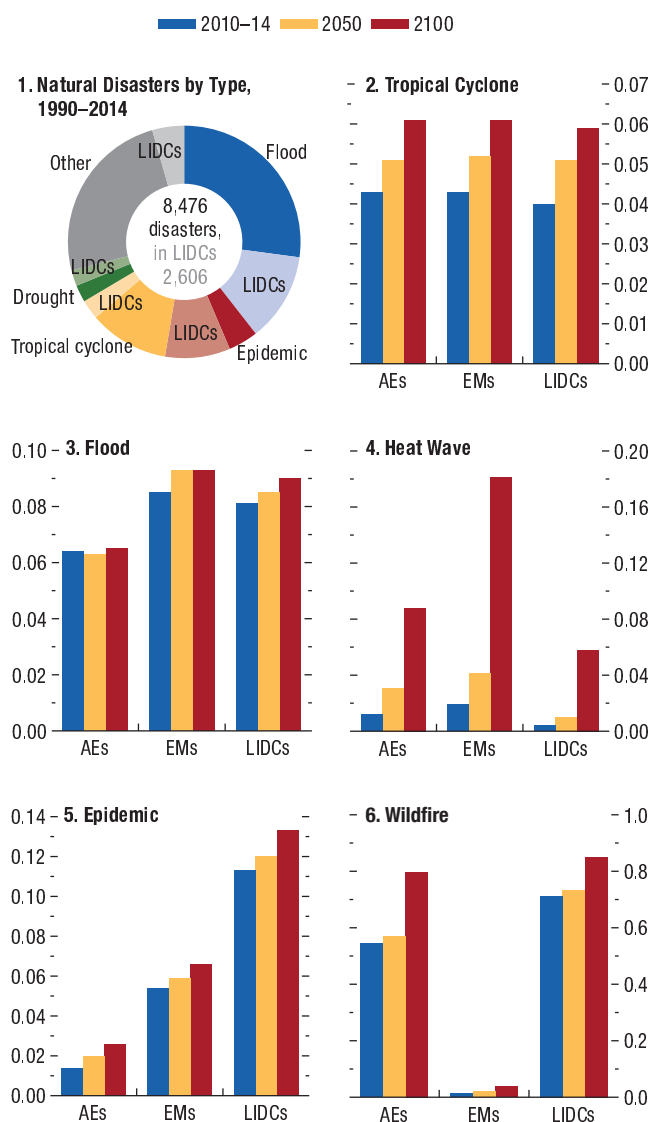 2010–14 2050 2100
1. Natural Disasters by Type,
1990–2014
Other
LIDCs
Flood
8,476
disasters,
in LIDCs
2,606
LIDCs
LIDCs
Drought
LIDCs
LIDCs
Tropical cyclone
Epidemic
2. Tropical Cyclone
0.07
0.06
0.05
0.04
0.03
0.02
0.01
0.00
AEs EMs LIDCs
3. Flood
0.10
0.08
0.06
0.04
0.02
0.00
AEs EMs LIDCs
4. Heat Wave
0.20
0.16
0.12
0.08
0.04
0.00
AEs EMs LIDCs
5. Epidemic
0.14
0.12
0.10
0.08
0.06
0.04
0.02
0.00
AEs EMs LIDCs
6. Wildfire
1.0
0.8
0.6
0.4
0.2
0.0
AEs EMs LIDCs